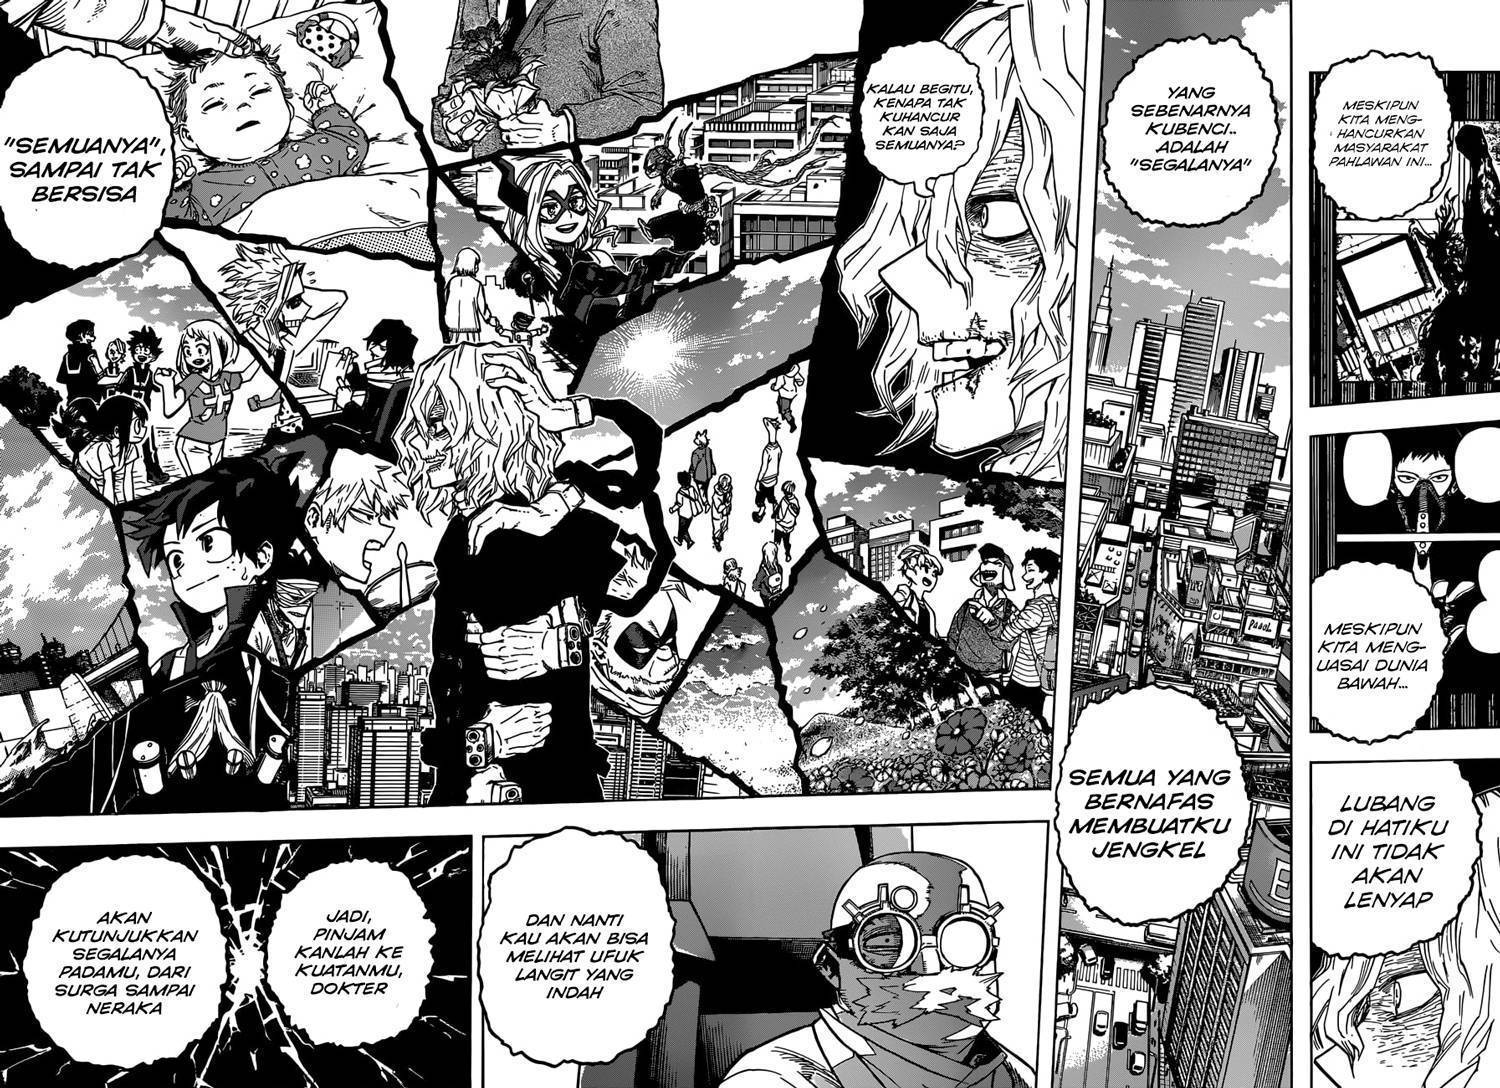 MESKIPUN
KITA MENG-
HANCURKAN
MASYARAKAT
PAHLAWAN INI...
MESKIPUN
KITA MENG-
UASAI DUNIA
BAWAH...
LUBANG
DI HATIKU
INI TIDAK
AKAN
LENYAP
YANG
SEBENARNYA
KUBENCI..
ADALAH
"SEGALANYA"
PADOL
SEMUA YANG
BERNAFAS
MEMBUATKU
JENGKEL
KALAU BEGITU,
KENAPA TAK
KUHANCUR
KAN SAJA
SEMUANYA?
"SEMUANYA",
SAMPAI TAK
BERSISA
DAN NANTI
KAU AKAN BISA
MELIHAT UFUK
LANGIT YANG
INDAH
JADI,
PINJAM
KANLAH KE
KUATANMU,
DOKTER
AKAN
KUTUNJUKKAN
SEGALANYA
PADAMU, DARI
SURGA SAMPAI
NERAKA